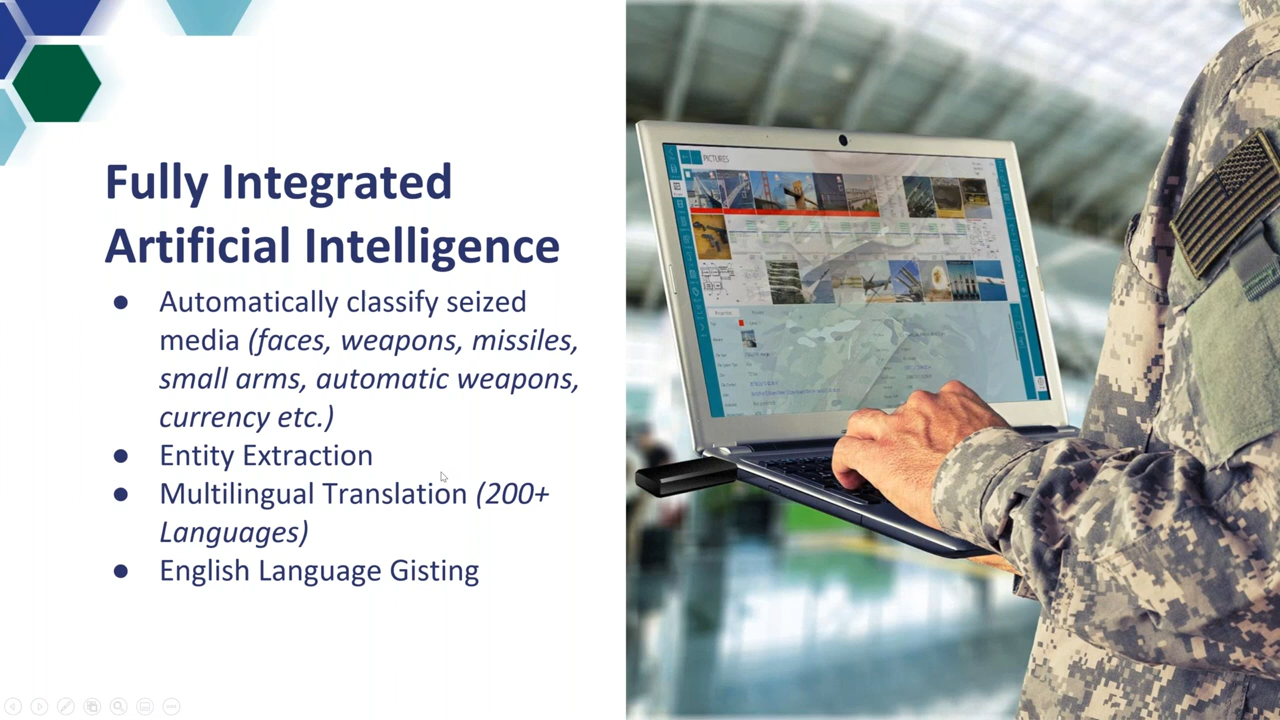 Fully Integrated
Artificial Intelligence
● Automatically classify seized
media (faces, weapons, missiles,
small arms, automatic weapons,
currency etc.)
● Entity Extraction
● Multilingual Translation (200+
Languages)
● English Language Gisting
PICTURES